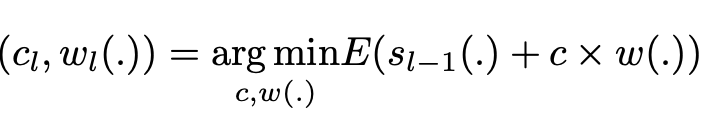 (c_l, w_l(.)) = arg min E(s_{l-1}(.) + c × w(.))
c,w(.)